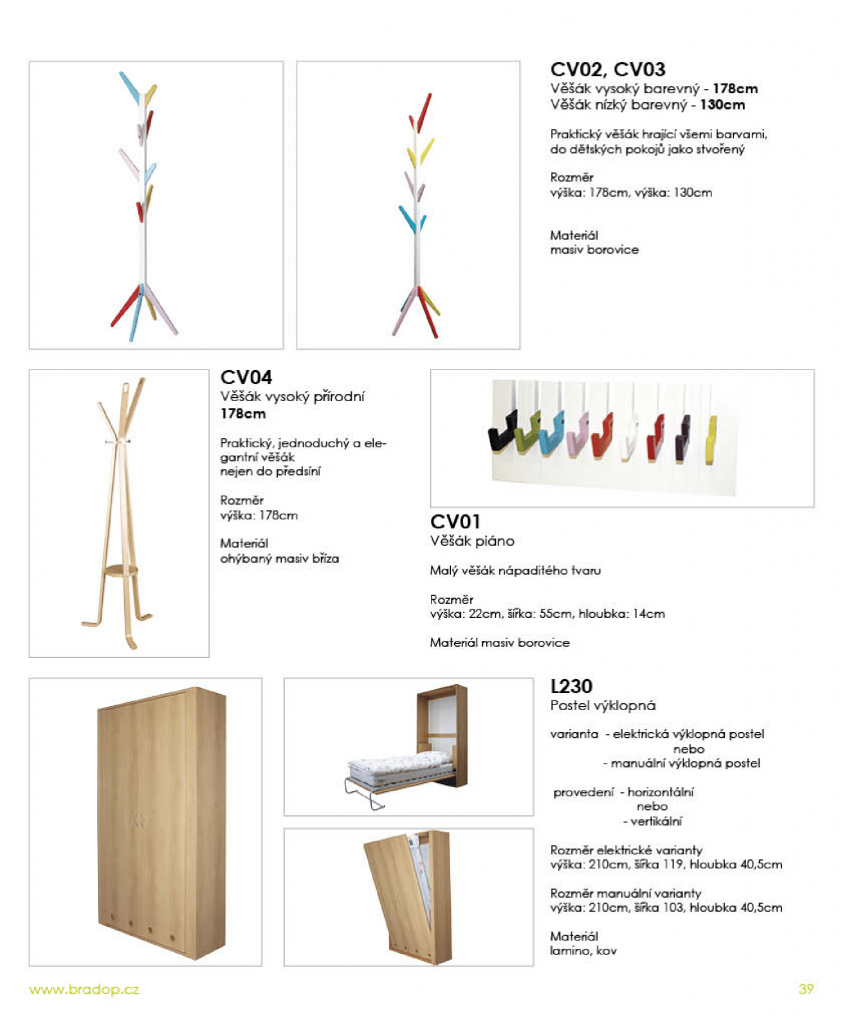 CV02, CV03
Věšák vysoký barevný - 178cm
Věšák nízký barevný - 130cm
Praktický věšák hrající všemi barvami,
do dětských pokojů jako stvořený
Rozměr
výška: 178cm, výška: 130cm
Materiál
masiv borovice
CV04
Věšák vysoký přírodní
178cm
Praktický, jednoduchý a ele-
gantní věšák
nejen do předsíní
Rozměr
výška: 178cm
Materiál
ohýbaný masiv bříza
CV01
Věšák piáno
Malý věšák nápaditého tvaru
Rozměr
výška: 22cm, šířka: 55cm, hloubka: 14cm
Materiál masiv borovice
L230
Postel výklopná
varianta - elektrická výklopná postel
nebo
- manuální výklopná postel
provedení - horizontální
nebo
- vertikální
Rozměr elektrické varianty
výška: 210cm, šířka 119, hloubka 40,5cm
Rozměr manuální varianty
výška: 210cm, šířka 103, hloubka 40,5cm
Materiál
lamino, kov
www.bradop.cz
39